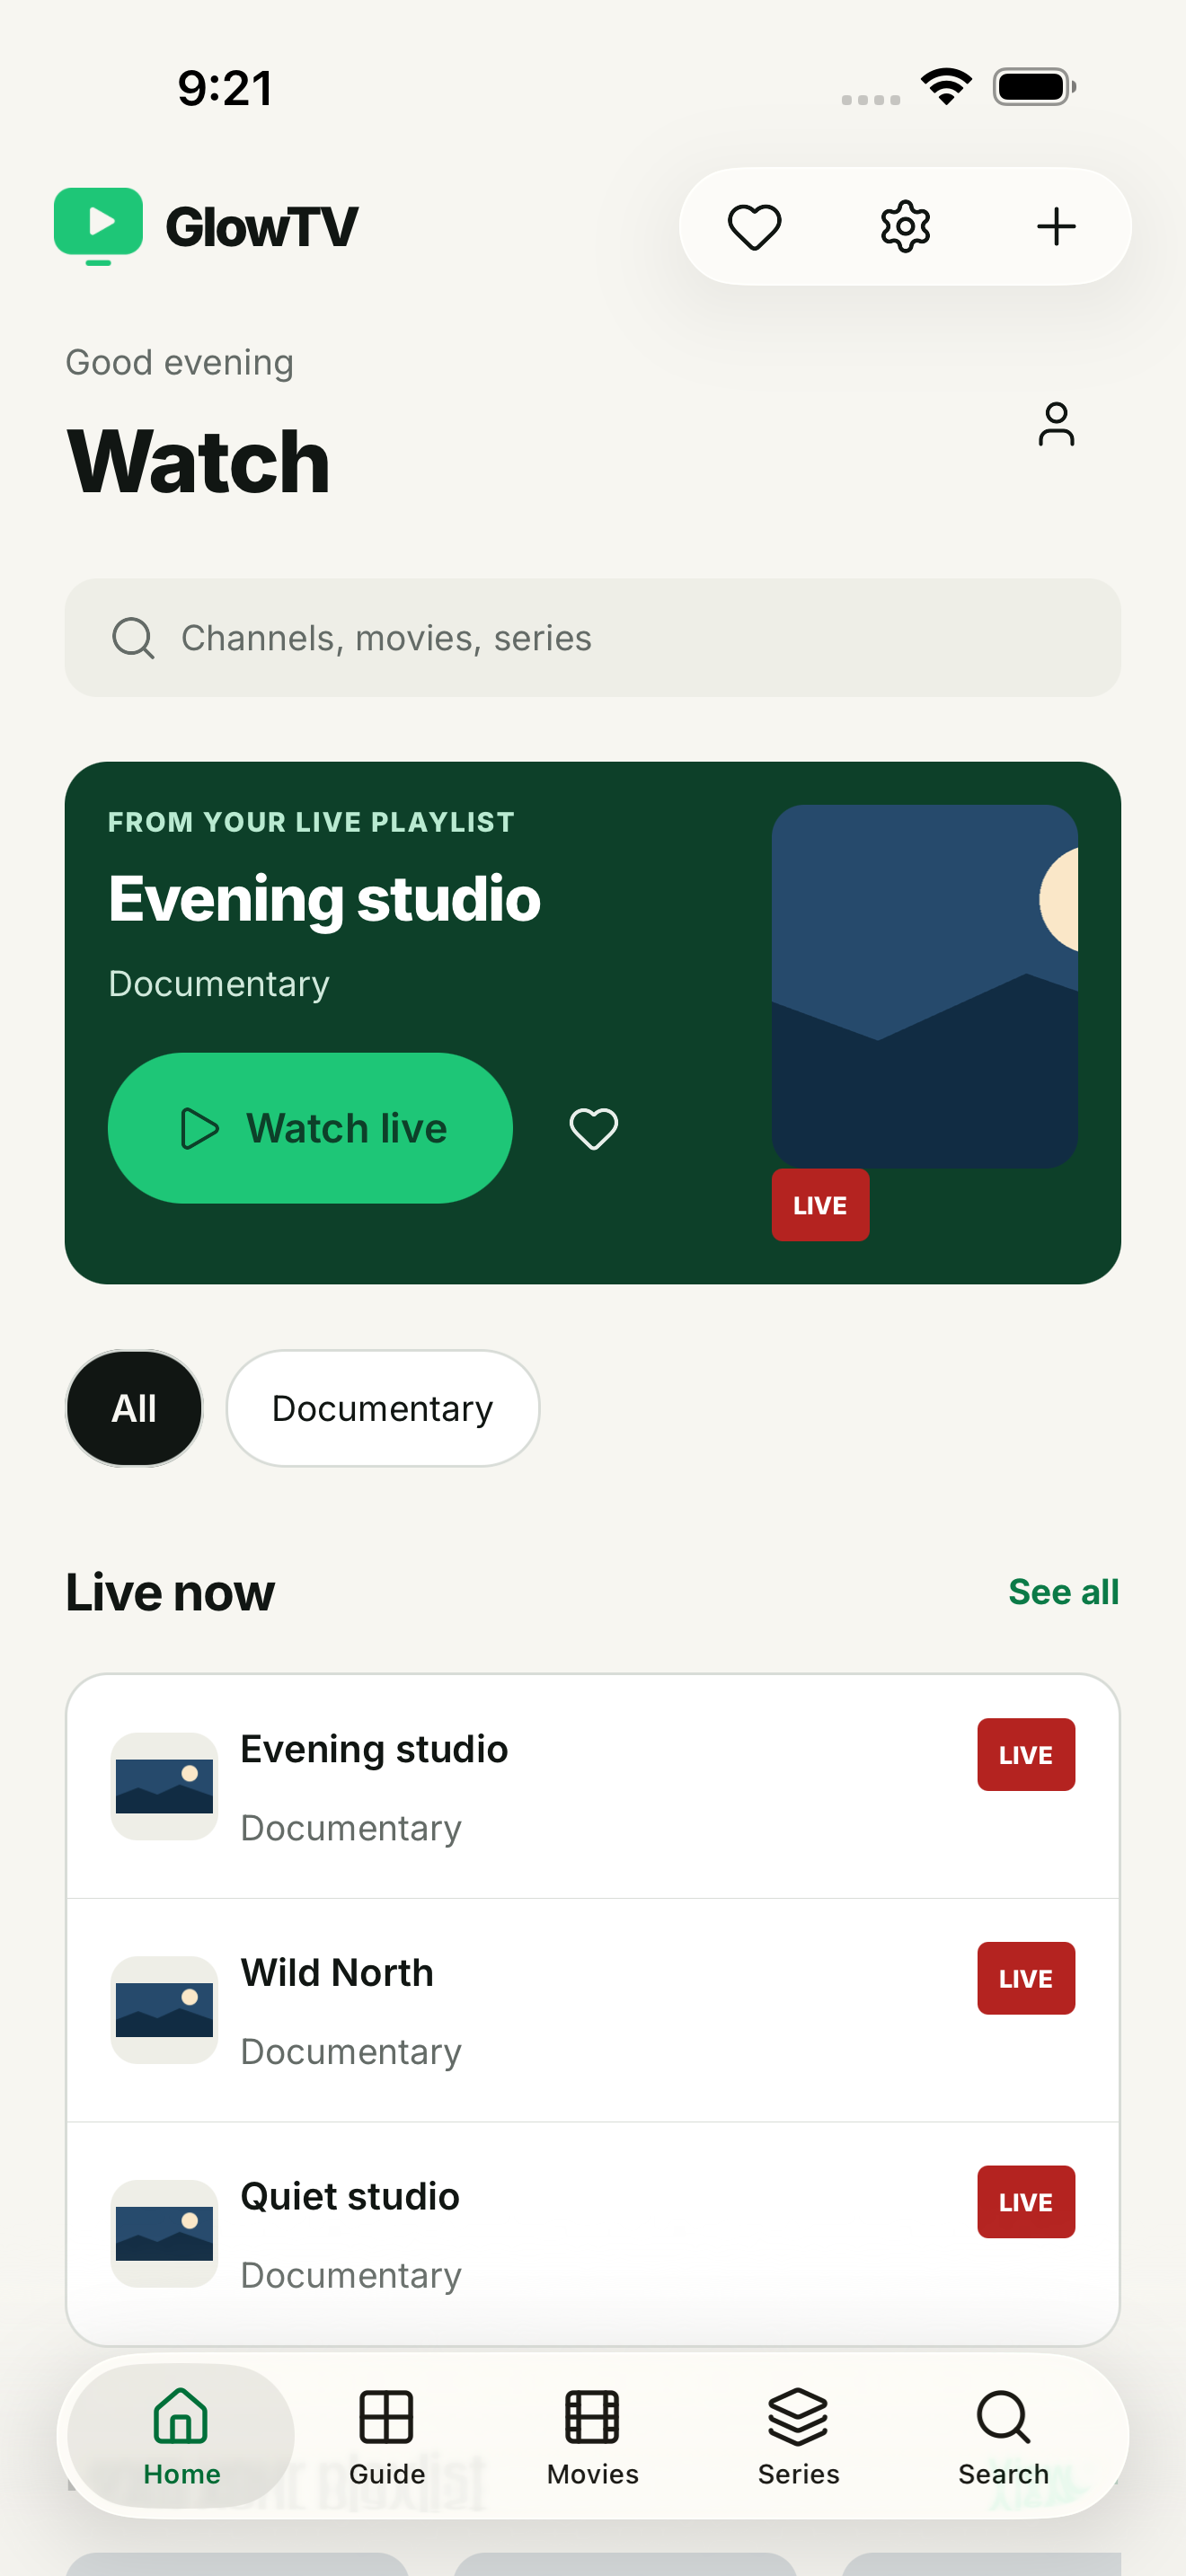 9:21
GlowTV
Good evening
Watch
Channels, movies, series
FROM YOUR LIVE PLAYLIST
Evening studio
Documentary
Watch live
LIVE
All
Documentary
Live now
See all
Evening studio
LIVE
Documentary
Wild North
LIVE
Documentary
Quiet studio
LIVE
Documentary
Home
Guide
Movies
Series
Search